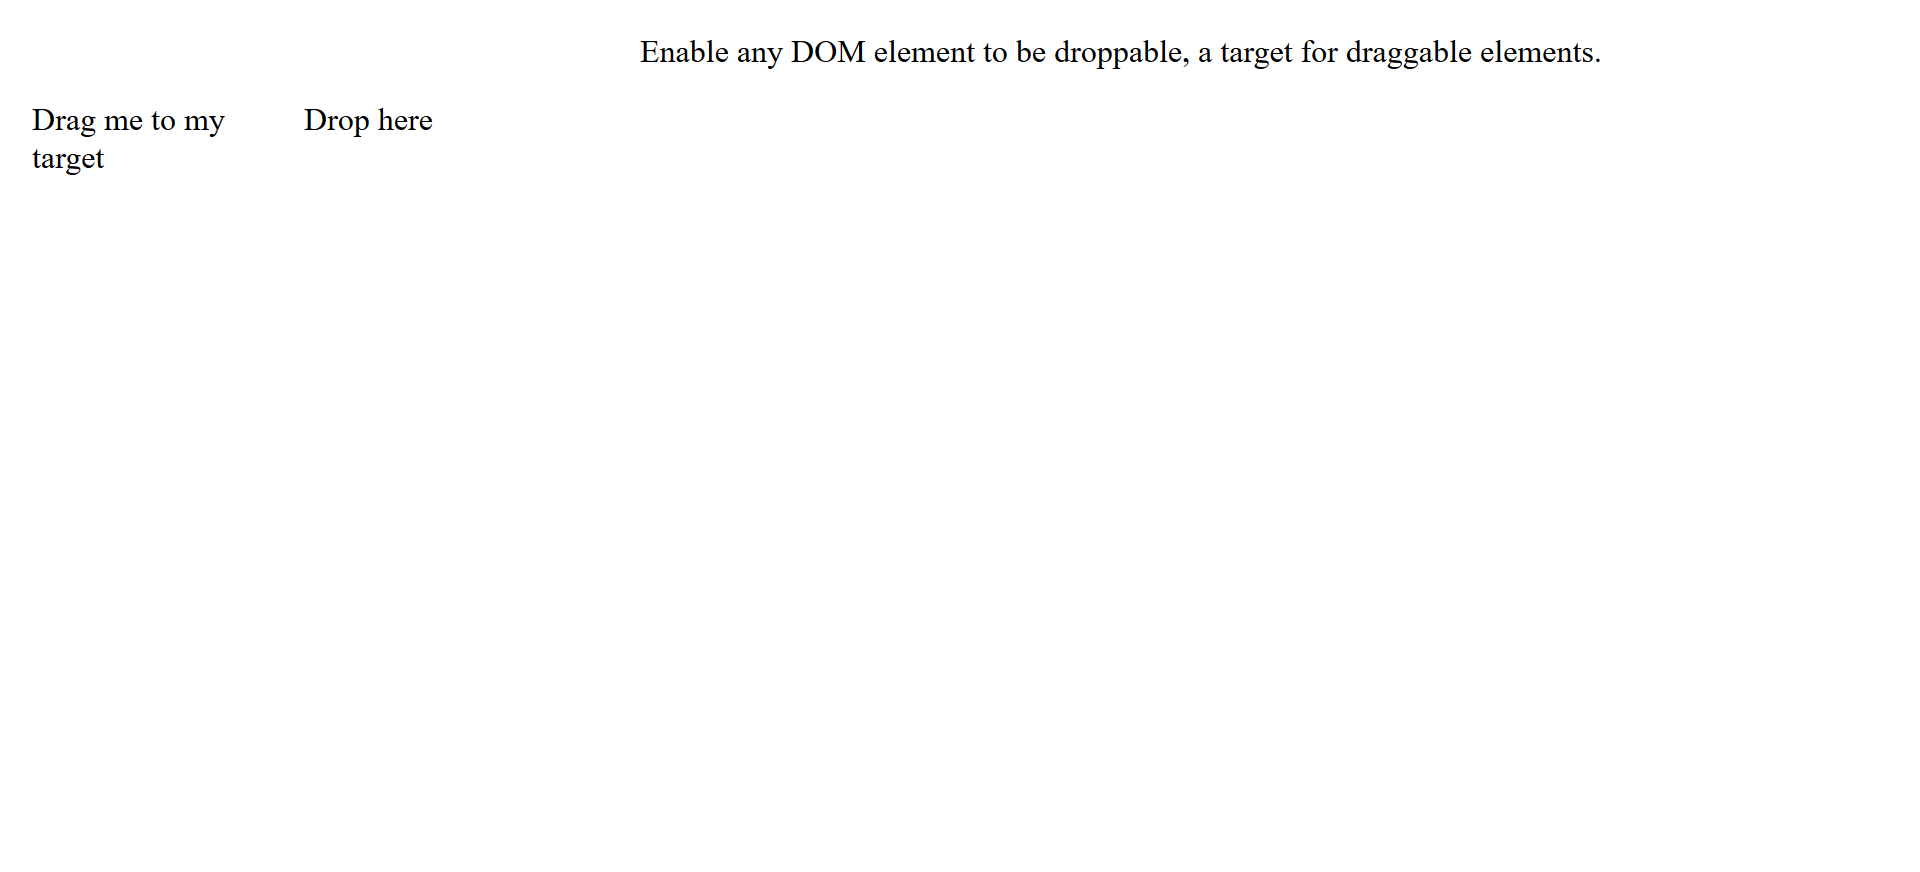 Enable any DOM element to be droppable, a target for draggable elements.
Drag me to my
target
Drop here